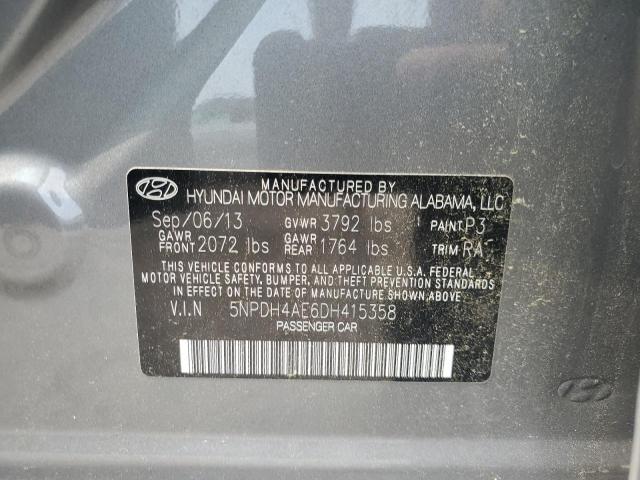 MANUFACTURED BY
HYUNDAI MOTOR MANUFACTURING ALABAMA, LLC
Sep/06/13 GVWR 3792 lbs PAINT P3
GAWR FRONT 2072 lbs GAWR REAR 1764 lbs TRIM RA
THIS VEHICLE CONFORMS TO ALL APPLICABLE U.S.A. FEDERAL
MOTOR VEHICLE SAFETY, BUMPER, AND THEFT PREVENTION
STANDARDS IN EFFECT ON THE DATE OF MANUFACTURE SHOWN ABOVE.
V.I.N 5NPDH4AE6DH415358
PASSENGER CAR